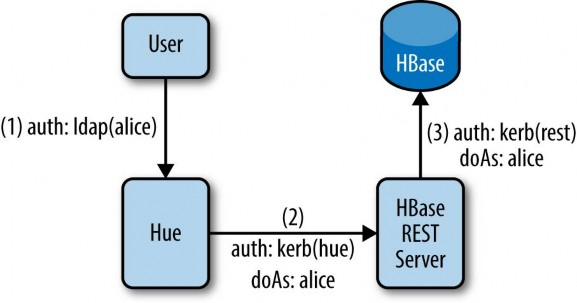 User
HBase
(1) auth: ldap(alice)
(3) auth: kerb(rest)
doAs: alice
Hue
(2)
auth: kerb(hue)
doAs: alice
HBase
REST
Server